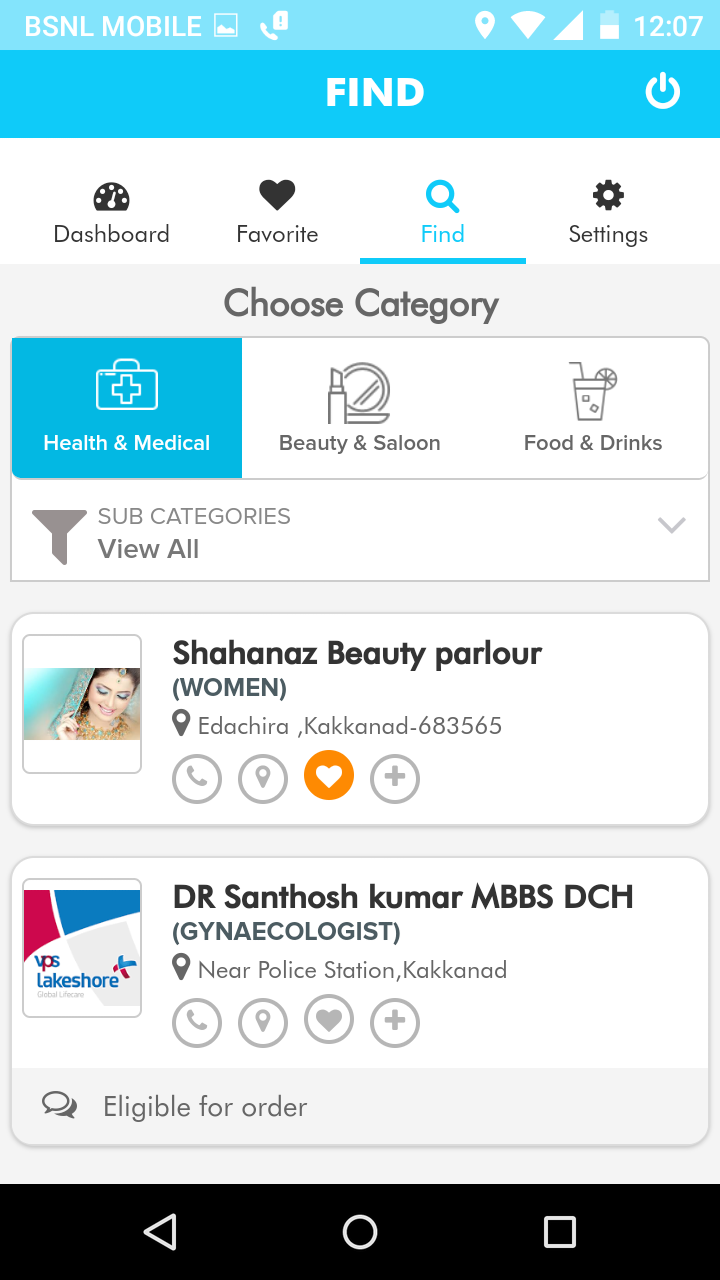 BSNL MOBILE 12:07
FIND
Dashboard Favorite Find Settings
Choose Category
Health & Medical Beauty & Saloon Food & Drinks
SUB CATEGORIES
View All
Shahanaz Beauty parlour
(WOMEN)
Edachira ,Kakkanad-683565
DR Santhosh kumar MBBS DCH
(GYNAECOLOGIST)
Near Police Station,Kakkanad
vps
lakeshore
Global Lifecare
Eligible for order